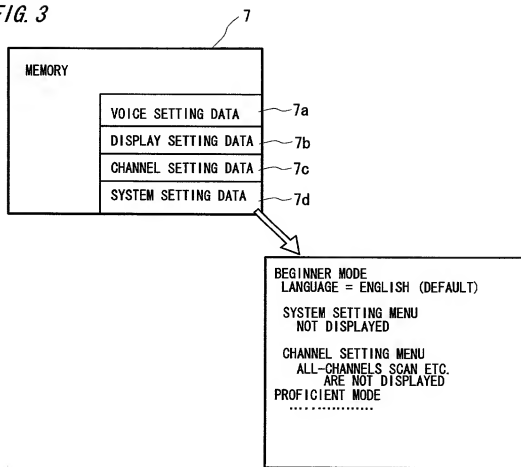 FIG. 3
7
MEMORY
VOICE SETTING DATA 7a
DISPLAY SETTING DATA 7b
CHANNEL SETTING DATA 7c
SYSTEM SETTING DATA 7d
BEGINNER MODE
LANGUAGE = ENGLISH (DEFAULT)
SYSTEM SETTING MENU
NOT DISPLAYED
CHANNEL SETTING MENU
ALL-CHANNELS SCAN ETC.
ARE NOT DISPLAYED
PROFICIENT MODE
................